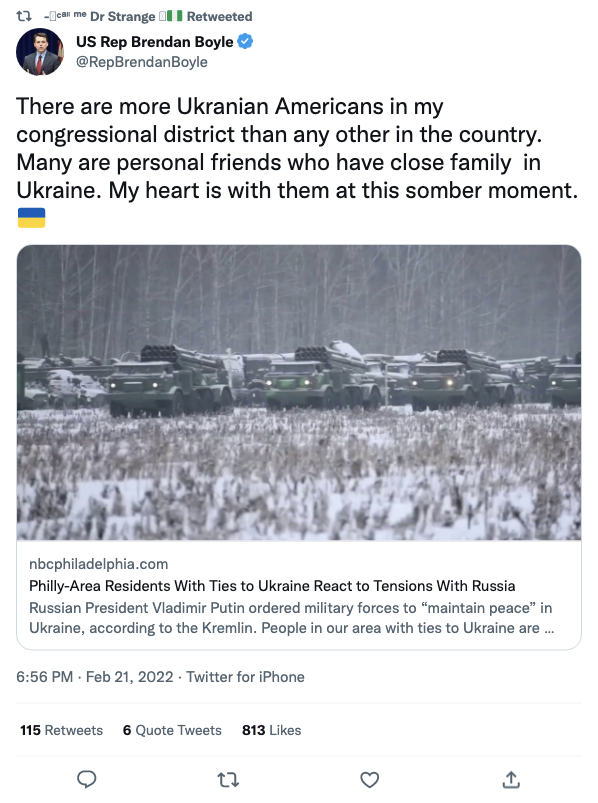 -ᶜᵃˡˡ ᵐᵉ Dr Strange 🇳🇬 Retweeted
US Rep Brendan Boyle
@RepBrendanBoyle
There are more Ukranian Americans in my
congressional district than any other in the country.
Many are personal friends who have close family  in
Ukraine. My heart is with them at this somber moment.
🇺🇦
nbcphiladelphia.com
Philly-Area Residents With Ties to Ukraine React to Tensions With Russia
Russian President Vladimir Putin ordered military forces to “maintain peace” in
Ukraine, according to the Kremlin. People in our area with ties to Ukraine are ...
6:56 PM · Feb 21, 2022 · Twitter for iPhone
115 Retweets 6 Quote Tweets 813 Likes